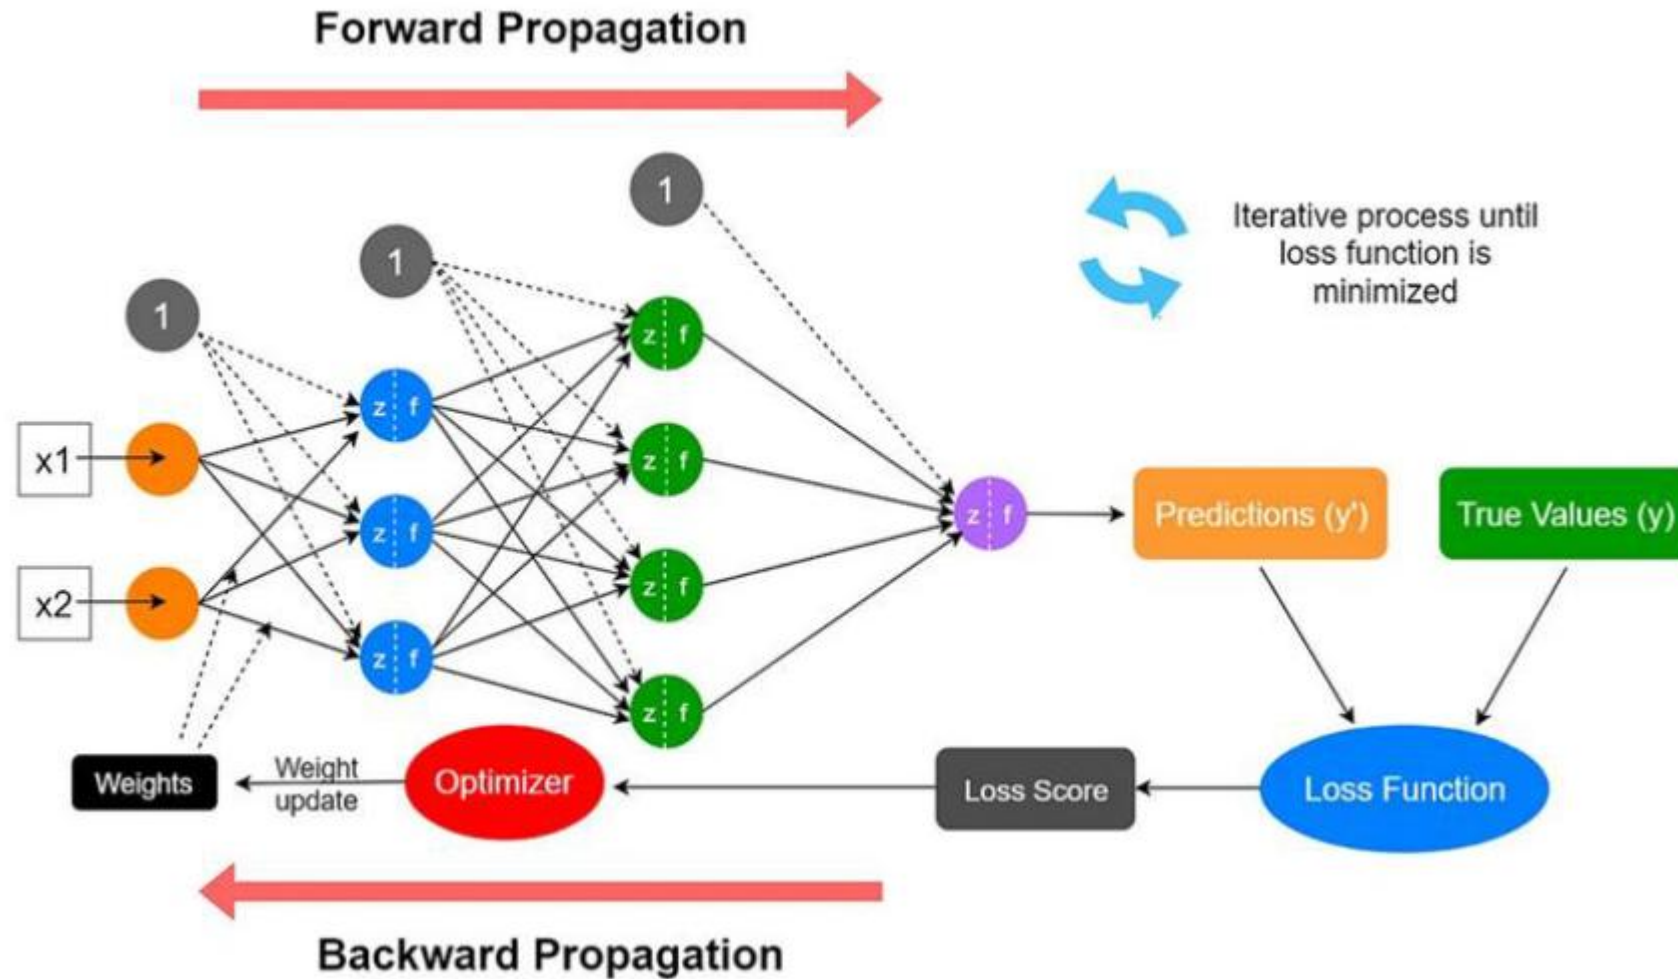 Forward Propagation
1
1
1
Iterative process until
loss function is
minimized
x1
x2
z f
z f
z f
z f
z f
z f
z f
z f
Predictions (y')
True Values (y)
Weights
Weight
update
Optimizer
Loss Score
Loss Function
Backward Propagation